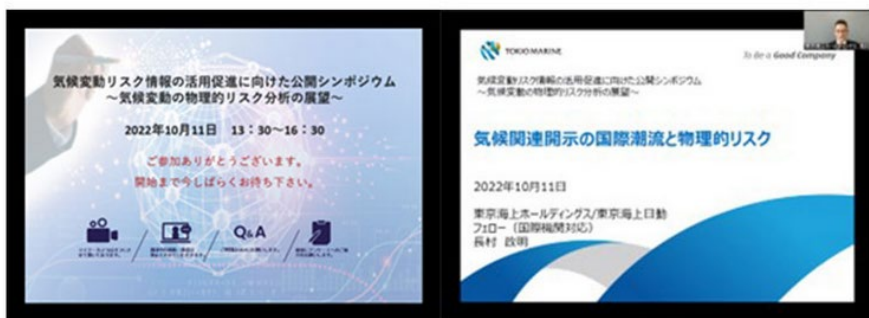 気候変動リスク情報の活用促進に向けた公開シンポジウム
～気候変動の物理的リスク分析の展望～
2022年10月11日 13：30～16：30
ご参加ありがとうございます。
開始まで今しばらくお待ち下さい。
Q&A
TOKIO MARINE
To Be a Good Company
気候変動リスク情報の活用促進に向けた公開シンポジウム
～気候変動の物理的リスク分析の展望～
気候関連開示の国際潮流と物理的リスク
2022年10月11日
東京海上ホールディングス/東京海上日動
フェロー（国際機関対応）
長村 政明